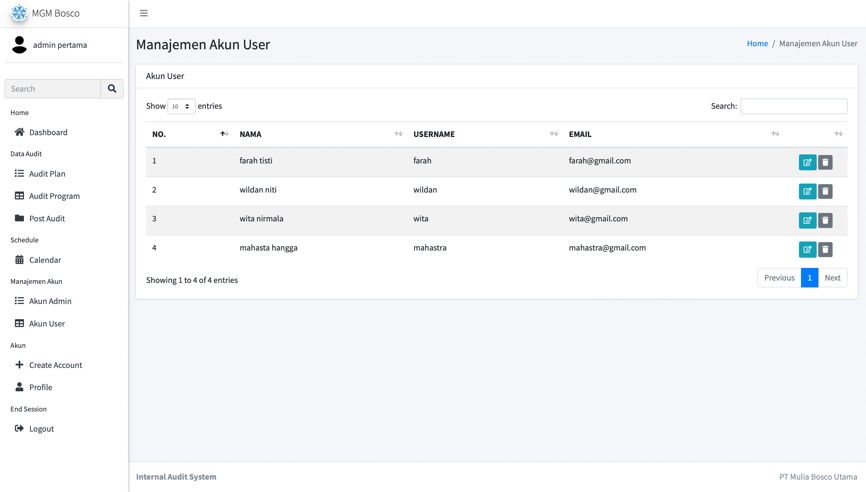 MGM Bosco
admin pertama
Search
Home
Dashboard
Data Audit
Audit Plan
Audit Program
Post Audit
Schedule
Calendar
Manajemen Akun
Akun Admin
Akun User
Akun
Create Account
Profile
End Session
Logout
Manajemen Akun User
Home / Manajemen Akun User
Akun User
Show 10 entries
Search:
NO. NAMA USERNAME EMAIL
1 farah tisti farah farah@gmail.com
2 wildan niti wildan wildan@gmail.com
3 wita nirmala wita wita@gmail.com
4 mahasta hangga mahastra mahastra@gmail.com
Showing 1 to 4 of 4 entries
Previous 1 Next
Internal Audit System
PT Mulia Bosco Utama